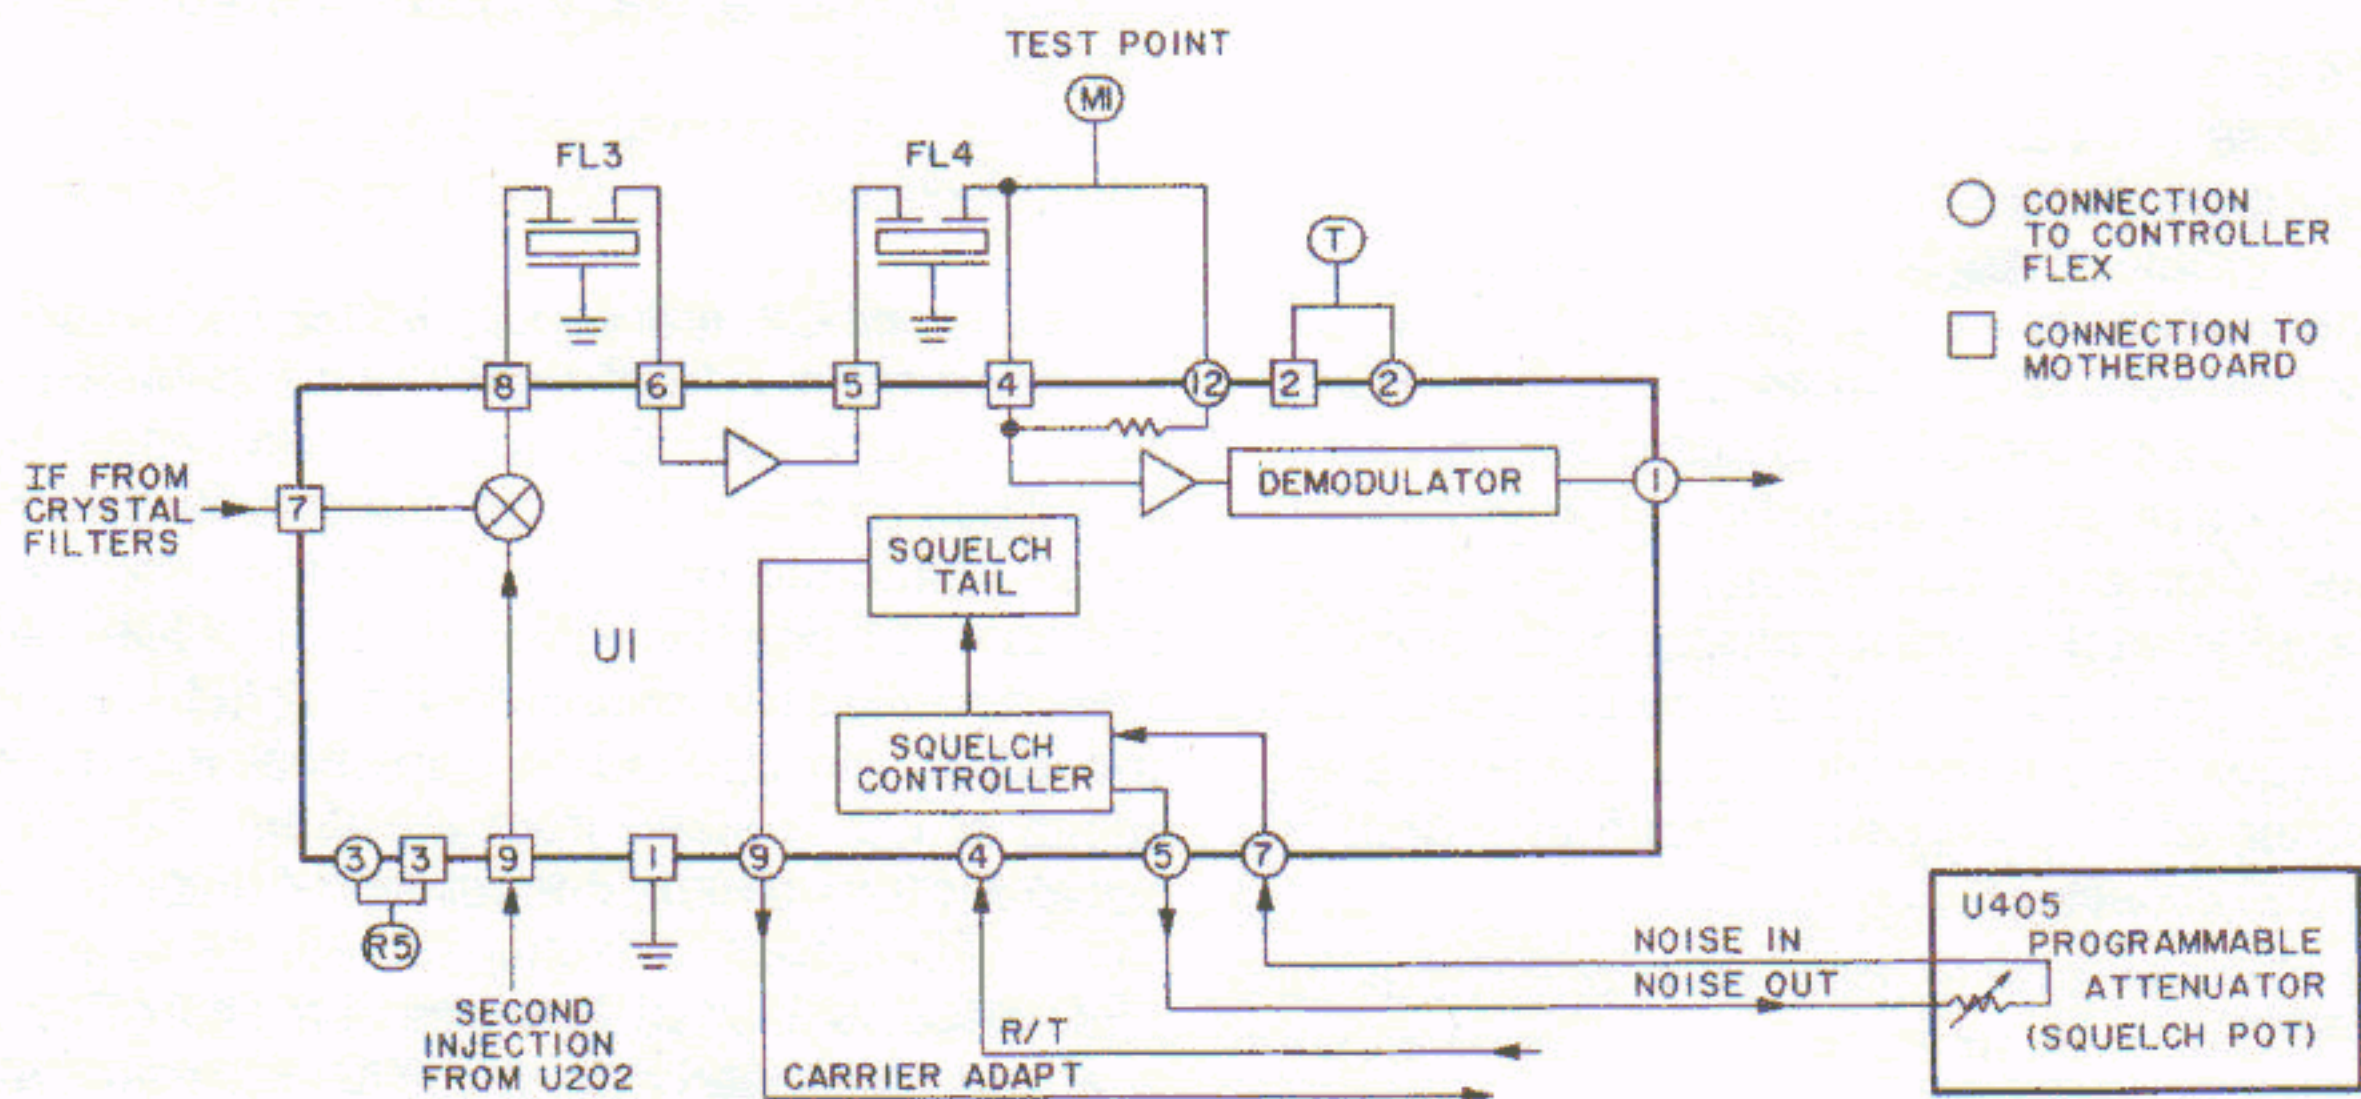 TEST POINT
M1
FL3
FL4
T
CONNECTION
TO CONTROLLER
FLEX
CONNECTION TO
MOTHERBOARD
8
6
5
4
12
2
2
IF FROM
CRYSTAL
FILTERS
7
DEMODULATOR
1
SQUELCH
TAIL
U1
SQUELCH
CONTROLLER
3
3
9
1
9
4
5
7
R5
SECOND
INJECTION
FROM U202
R/T
CARRIER ADAPT
NOISE IN
NOISE OUT
U405
PROGRAMMABLE
ATTENUATOR
(SQUELCH POT)